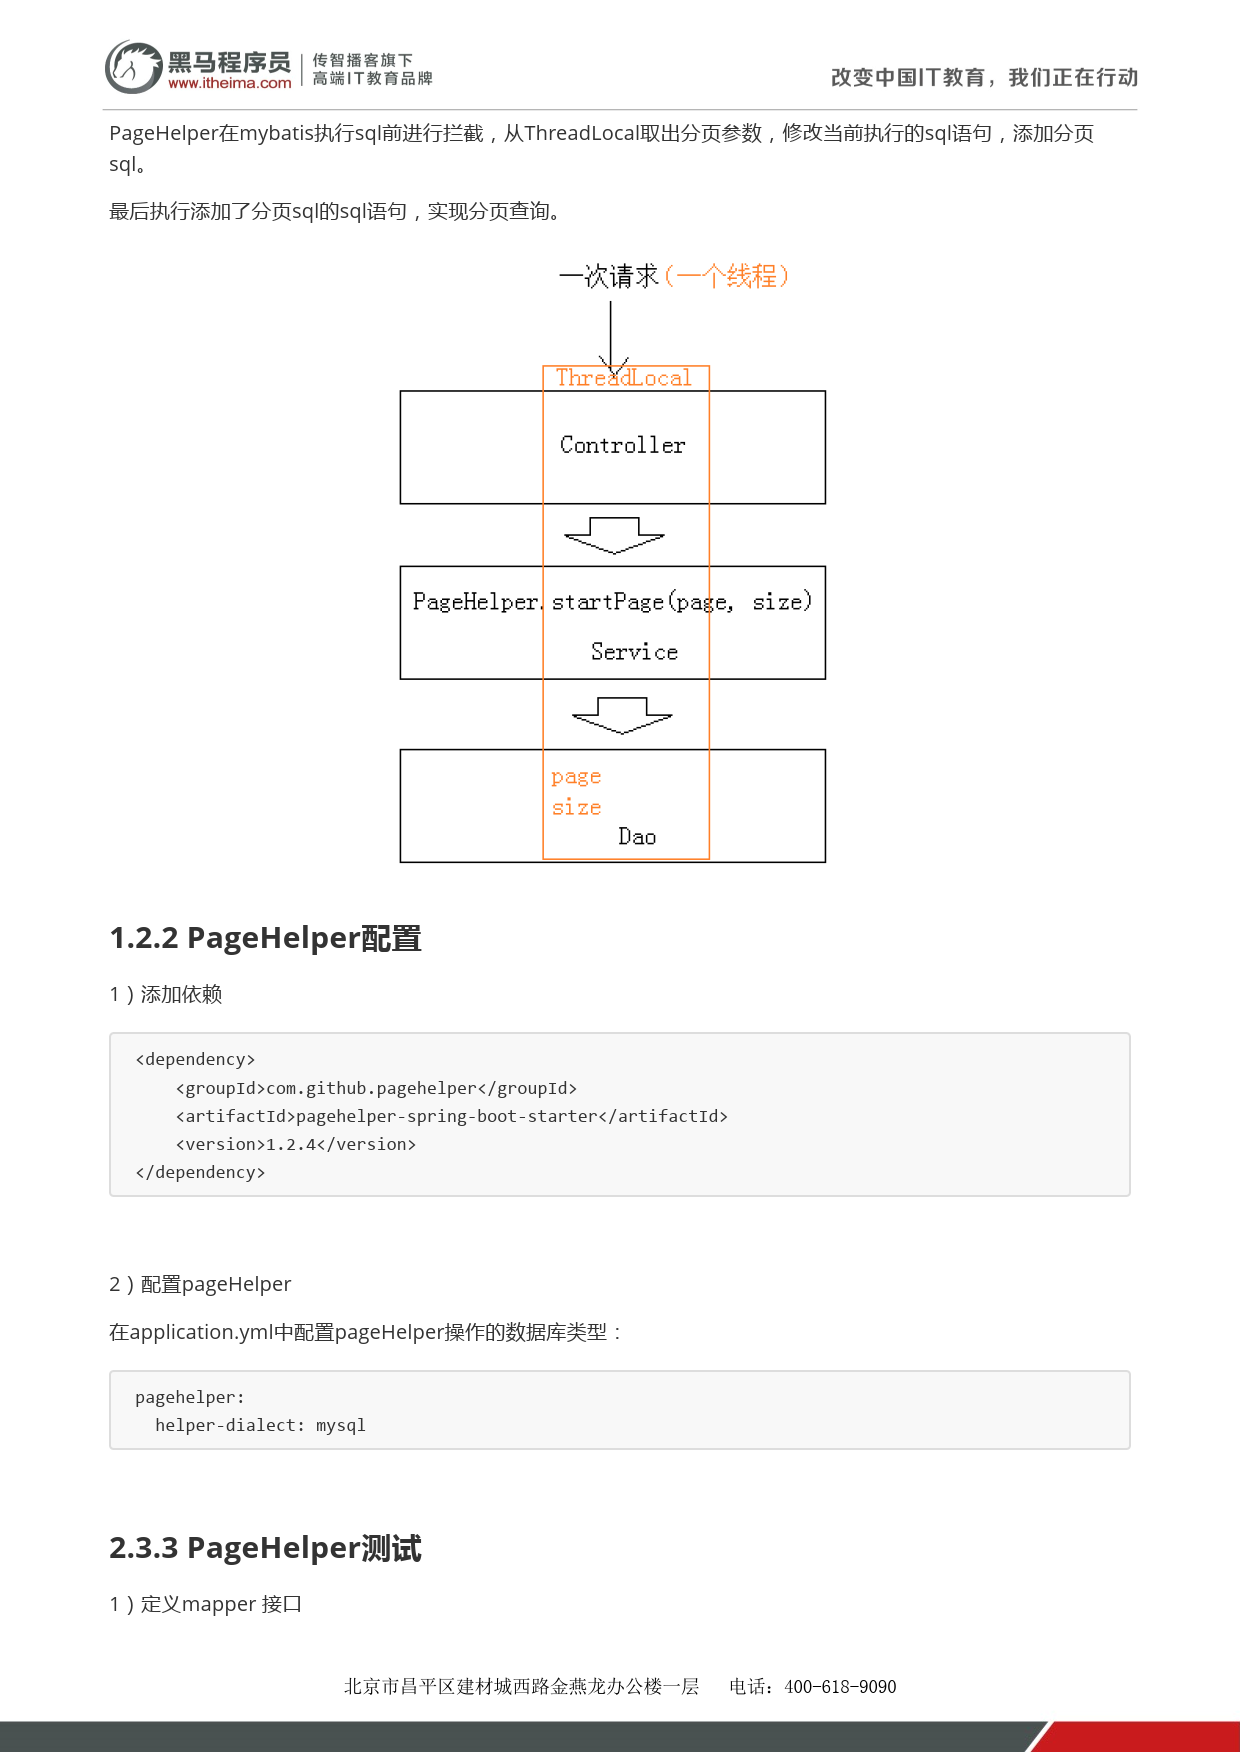 黑马程序员
www.itheima.com
传智播客旗下
高端IT教育品牌
改变中国IT教育，我们正在行动
PageHelper在mybatis执行sql前进行拦截，从ThreadLocal取出分页参数，修改当前执行的sql语句，添加分页
sql。
最后执行添加了分页sql的sql语句，实现分页查询。
一次请求(一个线程)
ThreadLocal
Controller
PageHelper.startPage(page, size)
Service
page
size
Dao
1.2.2 PageHelper配置
1）添加依赖
<dependency>
    <groupId>com.github.pagehelper</groupId>
    <artifactId>pagehelper-spring-boot-starter</artifactId>
    <version>1.2.4</version>
</dependency>
2）配置pageHelper
在application.yml中配置pageHelper操作的数据库类型：
pagehelper:
  helper-dialect: mysql
2.3.3 PageHelper测试
1）定义mapper 接口
北京市昌平区建材城西路金燕龙办公楼一层   电话：400-618-9090